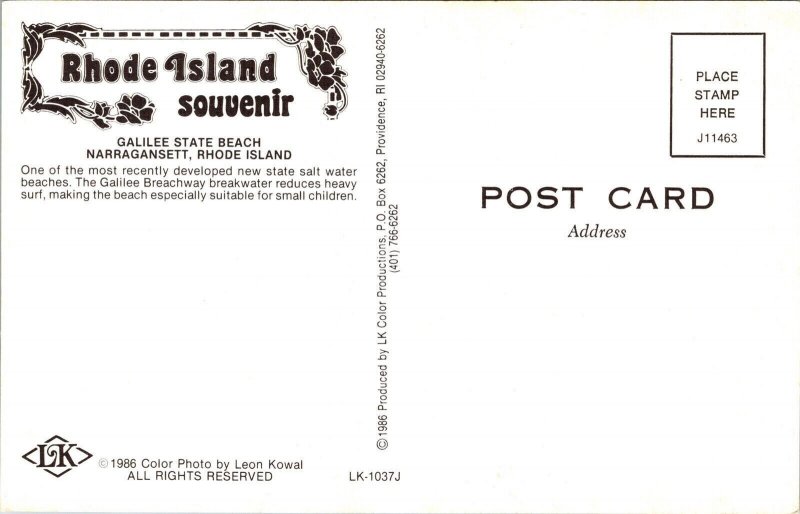 Rhode Island
souvenir
GALILEE STATE BEACH
NARRAGANSETT, RHODE ISLAND
One of the most recently developed new state salt water
beaches. The Galilee Breachway breakwater reduces heavy
surf, making the beach especially suitable for small children.
LK
©1986 Color Photo by Leon Kowal
ALL RIGHTS RESERVED
LK-1037J
©1986 Produced by LK Color Productions, P.O. Box 6262, Providence, RI 02940-6262
(401) 766-6262
PLACE
STAMP
HERE
J11463
POST CARD
Address